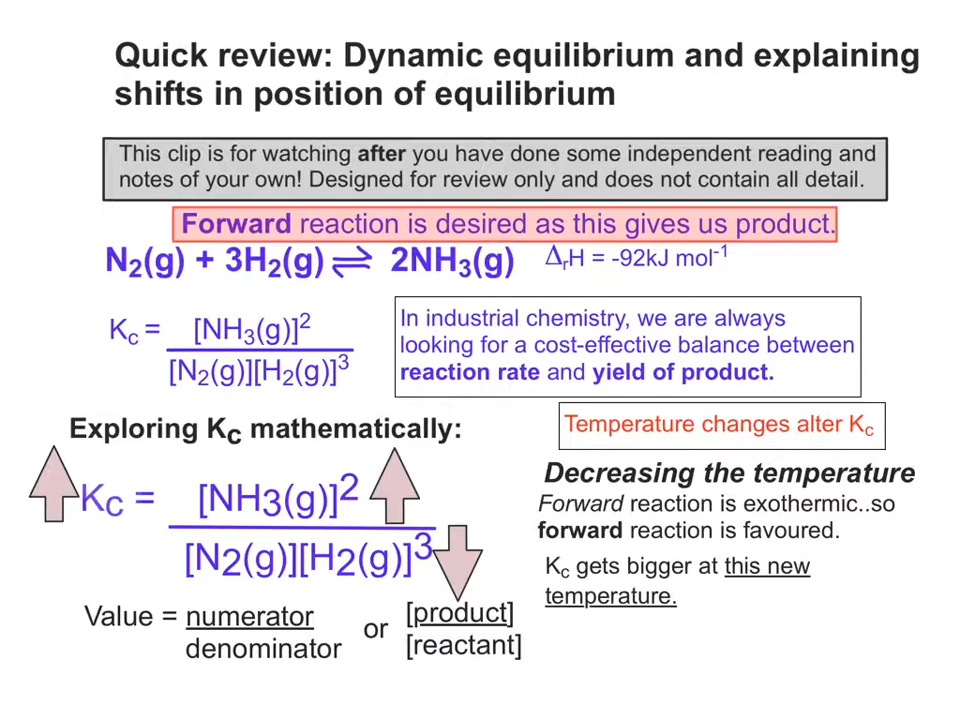 Quick review: Dynamic equilibrium and explaining
shifts in position of equilibrium
This clip is for watching after you have done some independent reading and
notes of your own! Designed for review only and does not contain all detail.
Forward reaction is desired as this gives us product.
N₂(g) + 3H₂(g) ⇌ 2NH₃(g) ΔᵣH = -92kJ mol⁻¹
K꜀ = [NH₃(g)]²
[N₂(g)][H₂(g)]³
In industrial chemistry, we are always
looking for a cost-effective balance between
reaction rate and yield of product.
Exploring K꜀ mathematically:
K꜀ = [NH₃(g)]²
[N₂(g)][H₂(g)]³
Value = numerator
denominator
or
[product]
[reactant]
Temperature changes alter K꜀
Decreasing the temperature
Forward reaction is exothermic..so
forward reaction is favoured.
K꜀ gets bigger at this new
temperature.